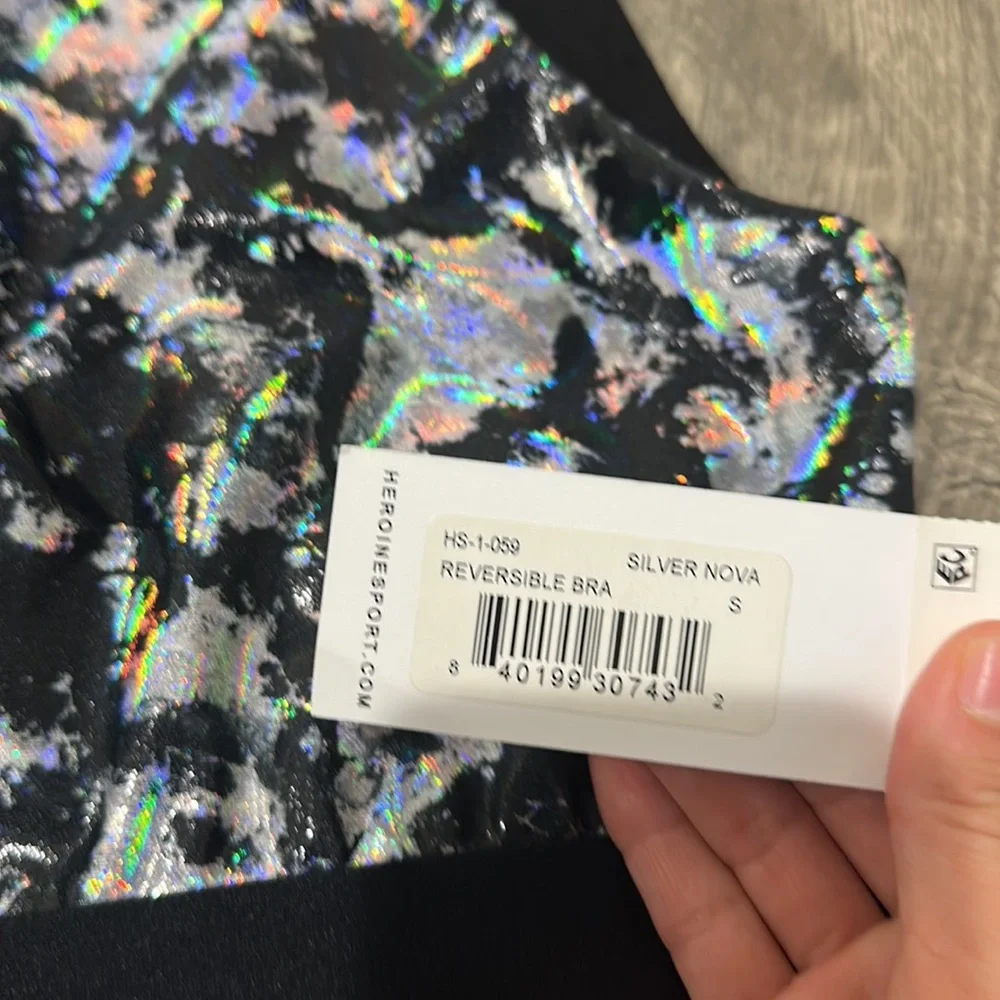 HEROINESPORT.COM
HS-1-059
SILVER NOVA
REVERSIBLE BRA
S
8 40199 30743 2